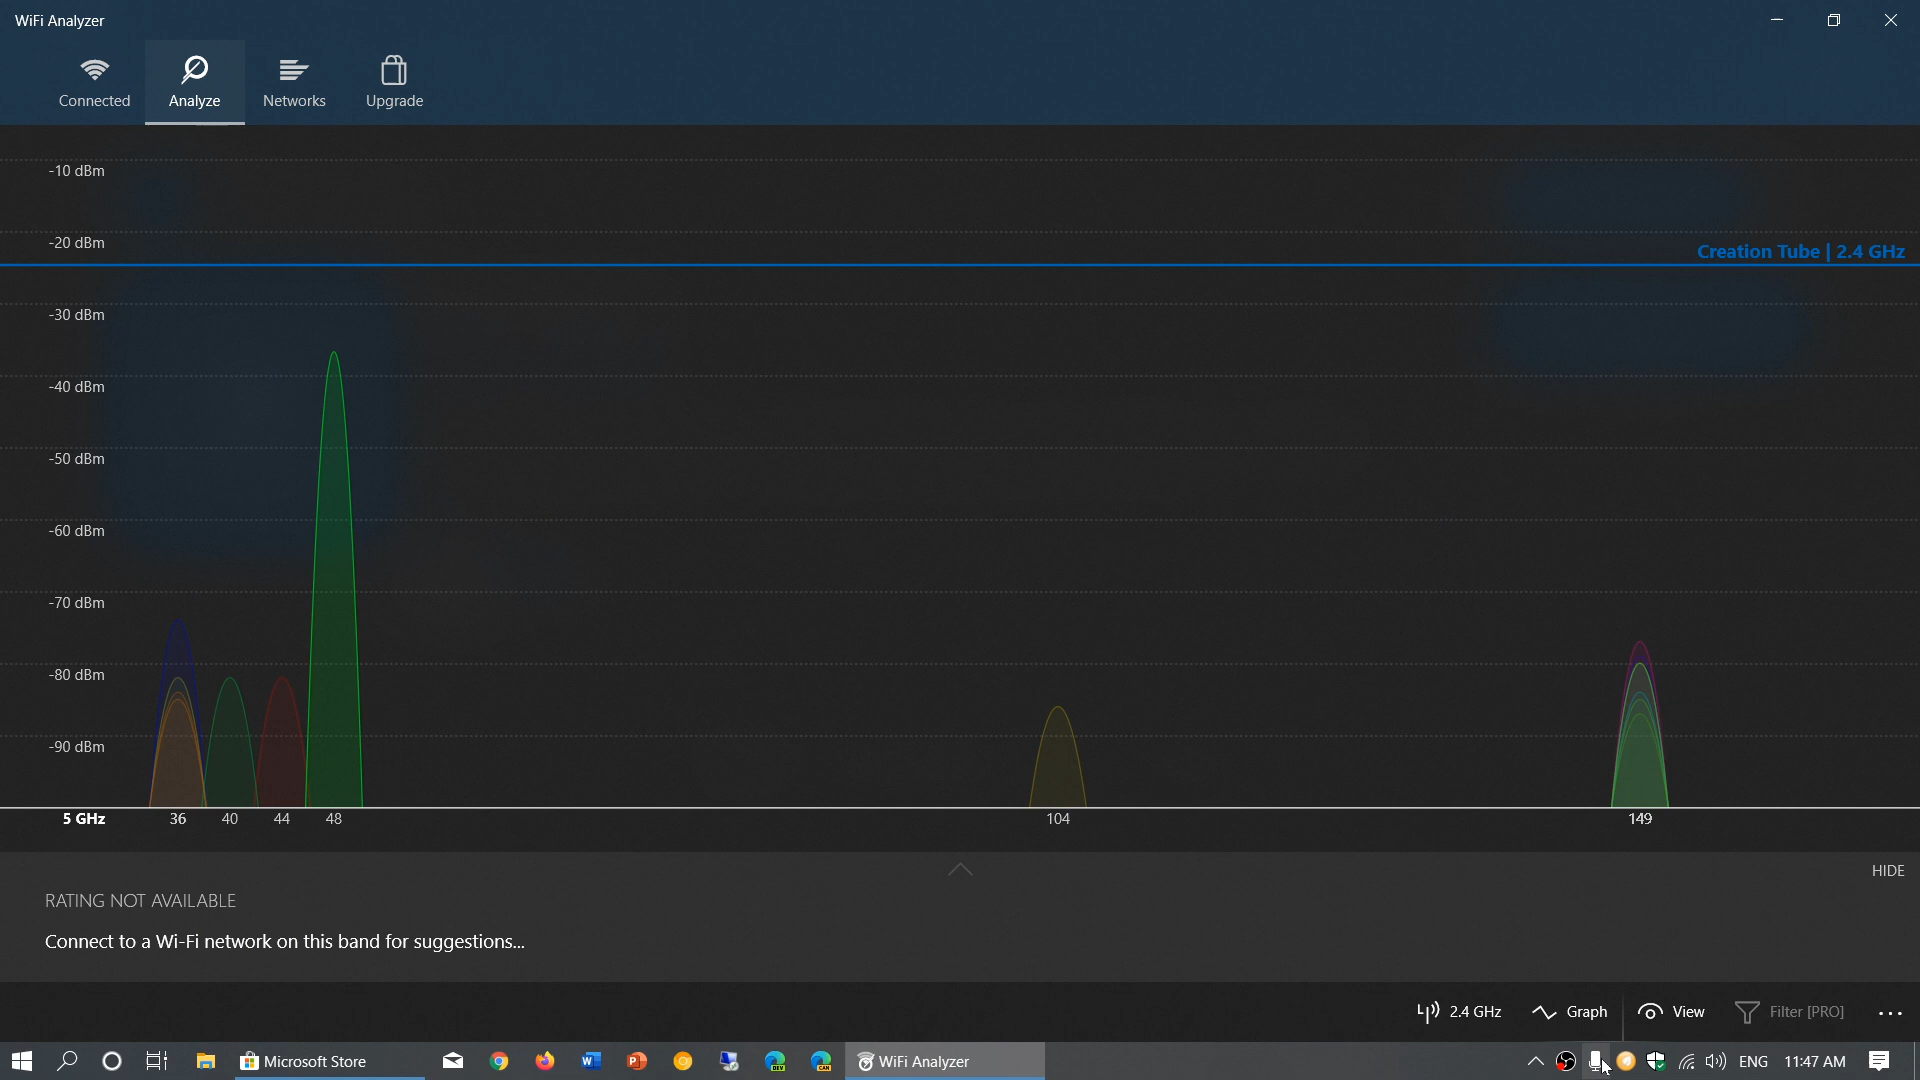 WiFi Analyzer
Connected
Analyze
Networks
Upgrade
-10 dBm
-20 dBm
Creation Tube | 2.4 GHz
-30 dBm
-40 dBm
-50 dBm
-60 dBm
-70 dBm
-80 dBm
-90 dBm
5 GHz 36 40 44 48 104 149
HIDE
RATING NOT AVAILABLE
Connect to a Wi-Fi network on this band for suggestions...
2.4 GHz Graph View Filter [PRO]
Microsoft Store W P DEV CAN WiFi Analyzer ENG 11:47 AM